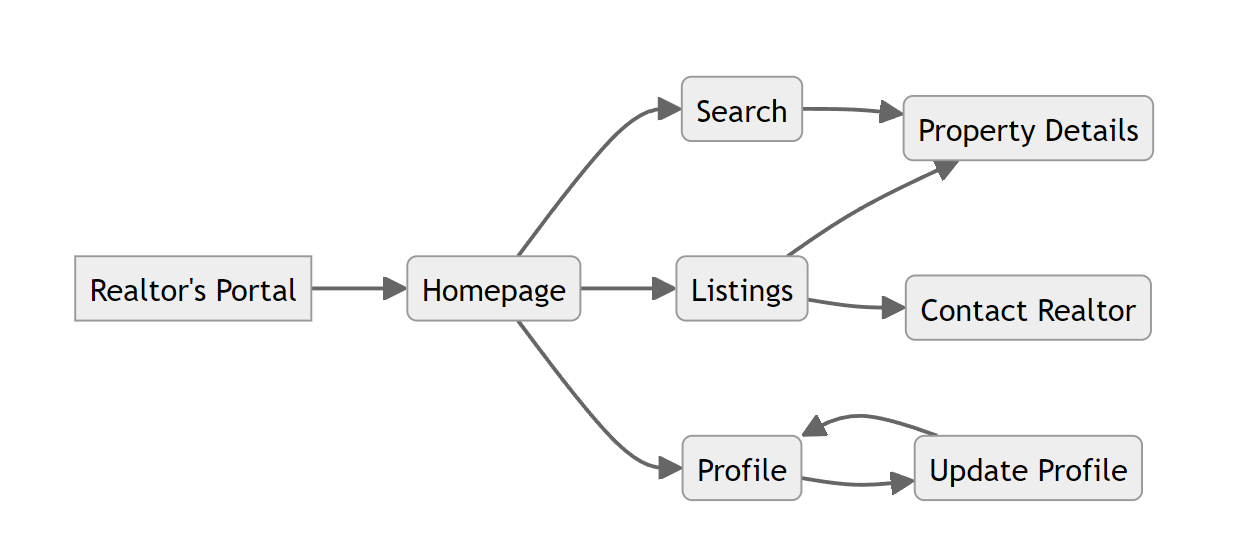 Search
Property Details
Realtor's Portal
Homepage
Listings
Contact Realtor
Profile
Update Profile